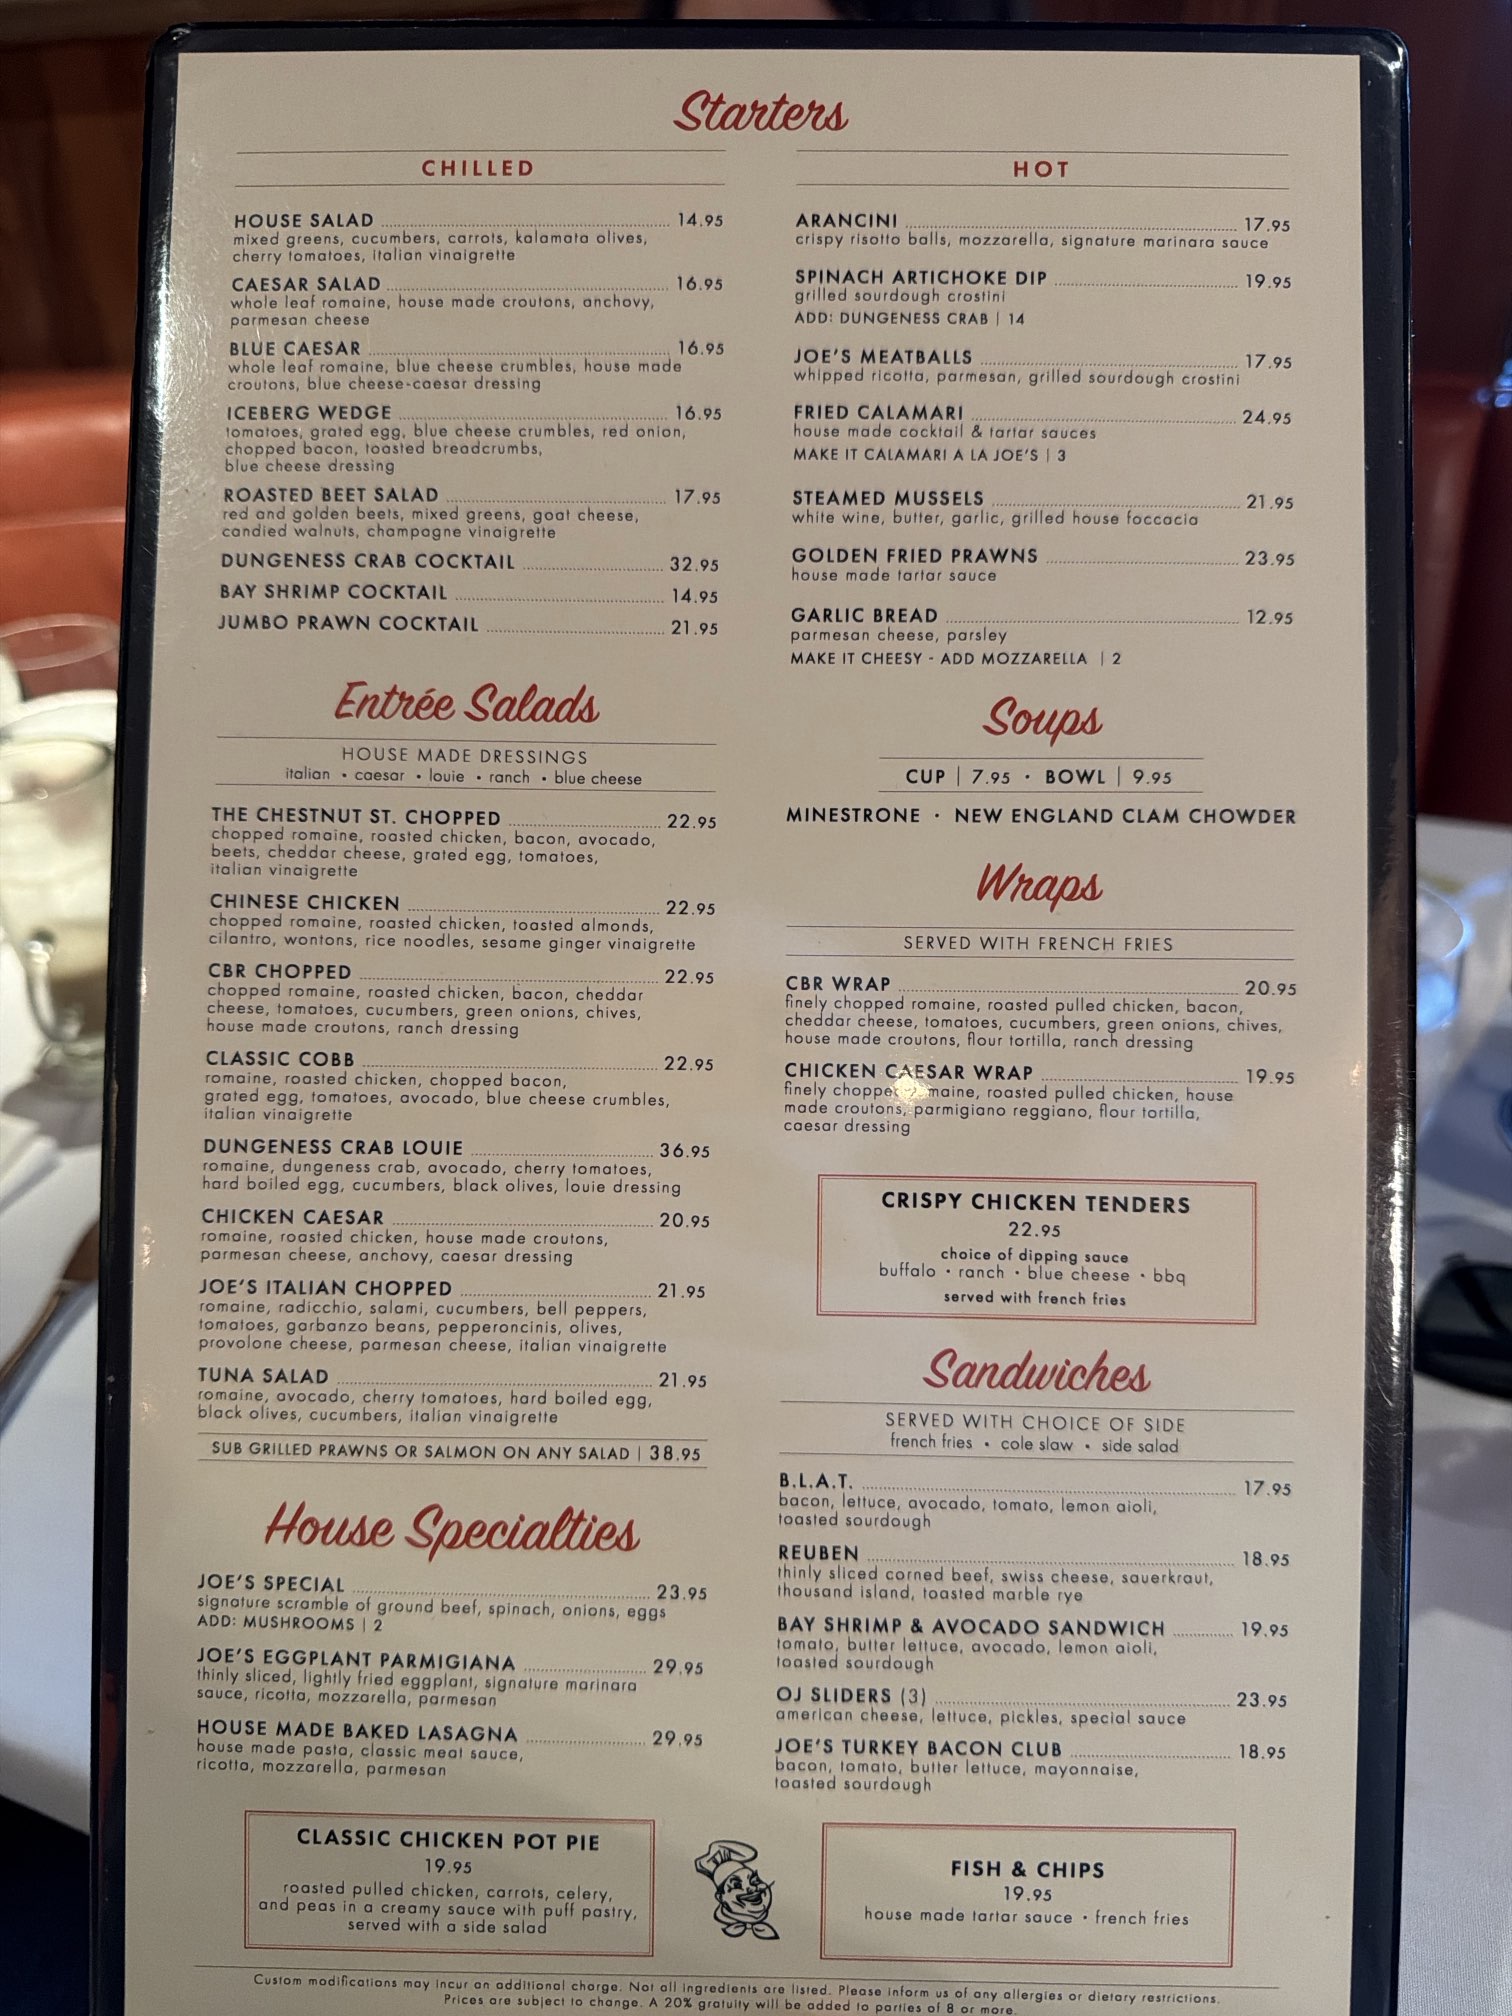 Starters
CHILLED
HOUSE SALAD 14.95
mixed greens, cucumbers, carrots, kalamata olives,
cherry tomatoes, italian vinaigrette
CAESAR SALAD 16.95
whole leaf romaine, house made croutons, anchovy,
parmesan cheese
BLUE CAESAR 16.95
whole leaf romaine, blue cheese crumbles, house made
croutons, blue cheese-caesar dressing
ICEBERG WEDGE 16.95
tomatoes, grated egg, blue cheese crumbles, red onion,
chopped bacon, toasted breadcrumbs,
blue cheese dressing
ROASTED BEET SALAD 17.95
red and golden beets, mixed greens, goat cheese,
candied walnuts, champagne vinaigrette
DUNGENESS CRAB COCKTAIL 32.95
BAY SHRIMP COCKTAIL 14.95
JUMBO PRAWN COCKTAIL 21.95
HOT
ARANCINI 17.95
crispy risotto balls, mozzarella, signature marinara sauce
SPINACH ARTICHOKE DIP 19.95
grilled sourdough crostini
ADD: DUNGENESS CRAB | 14
JOE'S MEATBALLS 17.95
whipped ricotta, parmesan, grilled sourdough crostini
FRIED CALAMARI 24.95
house made cocktail & tartar sauces
MAKE IT CALAMARI A LA JOE'S | 3
STEAMED MUSSELS 21.95
white wine, butter, garlic, grilled house foccacia
GOLDEN FRIED PRAWNS 23.95
house made tartar sauce
GARLIC BREAD 12.95
parmesan cheese, parsley
MAKE IT CHEESY - ADD MOZZARELLA | 2
Entrée Salads
HOUSE MADE DRESSINGS
italian • caesar • louie • ranch • blue cheese
THE CHESTNUT ST. CHOPPED 22.95
chopped romaine, roasted chicken, bacon, avocado,
beets, cheddar cheese, grated egg, tomatoes,
italian vinaigrette
CHINESE CHICKEN 22.95
chopped romaine, roasted chicken, toasted almonds,
cilantro, wontons, rice noodles, sesame ginger vinaigrette
CBR CHOPPED 22.95
chopped romaine, roasted chicken, bacon, cheddar
cheese, tomatoes, cucumbers, green onions, chives,
house made croutons, ranch dressing
CLASSIC COBB 22.95
romaine, roasted chicken, chopped bacon,
grated egg, tomatoes, avocado, blue cheese crumbles,
italian vinaigrette
DUNGENESS CRAB LOUIE 36.95
romaine, dungeness crab, avocado, cherry tomatoes,
hard boiled egg, cucumbers, black olives, louie dressing
CHICKEN CAESAR 20.95
romaine, roasted chicken, house made croutons,
parmesan cheese, anchovy, caesar dressing
JOE'S ITALIAN CHOPPED 21.95
romaine, radicchio, salami, cucumbers, bell peppers,
tomatoes, garbanzo beans, pepperoncinis, olives,
provolone cheese, parmesan cheese, italian vinaigrette
TUNA SALAD 21.95
romaine, avocado, cherry tomatoes, hard boiled egg,
black olives, cucumbers, italian vinaigrette
SUB GRILLED PRAWNS OR SALMON ON ANY SALAD | 38.95
House Specialties
JOE'S SPECIAL 23.95
signature scramble of ground beef, spinach, onions, eggs
ADD: MUSHROOMS | 2
JOE'S EGGPLANT PARMIGIANA 29.95
thinly sliced, lightly fried eggplant, signature marinara
sauce, ricotta, mozzarella, parmesan
HOUSE MADE BAKED LASAGNA 29.95
house made pasta, classic meat sauce,
ricotta, mozzarella, parmesan
CLASSIC CHICKEN POT PIE
19.95
roasted pulled chicken, carrots, celery,
and peas in a creamy sauce with puff pastry,
served with a side salad
Soups
CUP | 7.95 • BOWL | 9.95
MINESTRONE • NEW ENGLAND CLAM CHOWDER
Wraps
SERVED WITH FRENCH FRIES
CBR WRAP 20.95
finely chopped romaine, roasted pulled chicken, bacon,
cheddar cheese, tomatoes, cucumbers, green onions, chives,
house made croutons, flour tortilla, ranch dressing
CHICKEN CAESAR WRAP 19.95
finely chopped romaine, roasted pulled chicken, house
made croutons, parmigiano reggiano, flour tortilla,
caesar dressing
CRISPY CHICKEN TENDERS
22.95
choice of dipping sauce
buffalo • ranch • blue cheese • bbq
served with french fries
Sandwiches
SERVED WITH CHOICE OF SIDE
french fries • cole slaw • side salad
B.L.A.T. 17.95
bacon, lettuce, avocado, tomato, lemon aioli,
toasted sourdough
REUBEN 18.95
thinly sliced corned beef, swiss cheese, sauerkraut,
thousand island, toasted marble rye
BAY SHRIMP & AVOCADO SANDWICH 19.95
tomato, butter lettuce, avocado, lemon aioli,
toasted sourdough
OJ SLIDERS (3) 23.95
american cheese, lettuce, pickles, special sauce
JOE'S TURKEY BACON CLUB 18.95
bacon, tomato, butter lettuce, mayonnaise,
toasted sourdough
FISH & CHIPS
19.95
house made tartar sauce • french fries
Custom modifications may incur an additional charge. Not all ingredients are listed. Please inform us of any allergies or dietary restrictions.
Prices are subject to change. A 20% gratuity will be added to parties of 8 or more.